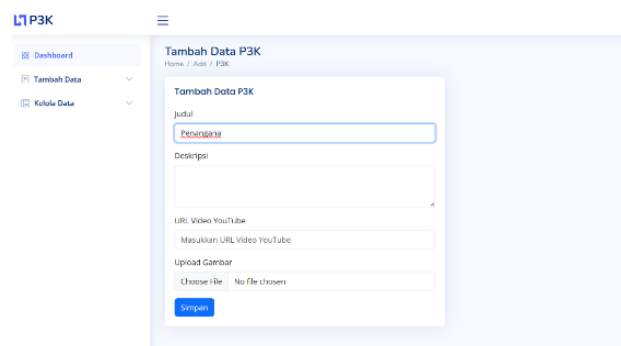 P3K
Dashboard
Tambah Data
Kelola Data
Tambah Data P3K
Home / Add / P3K
Tambah Data P3K
Judul
Penangana
Deskripsi
URL Video YouTube
Masukkan URL Video YouTube
Upload Gambar
Choose File No file chosen
Simpan